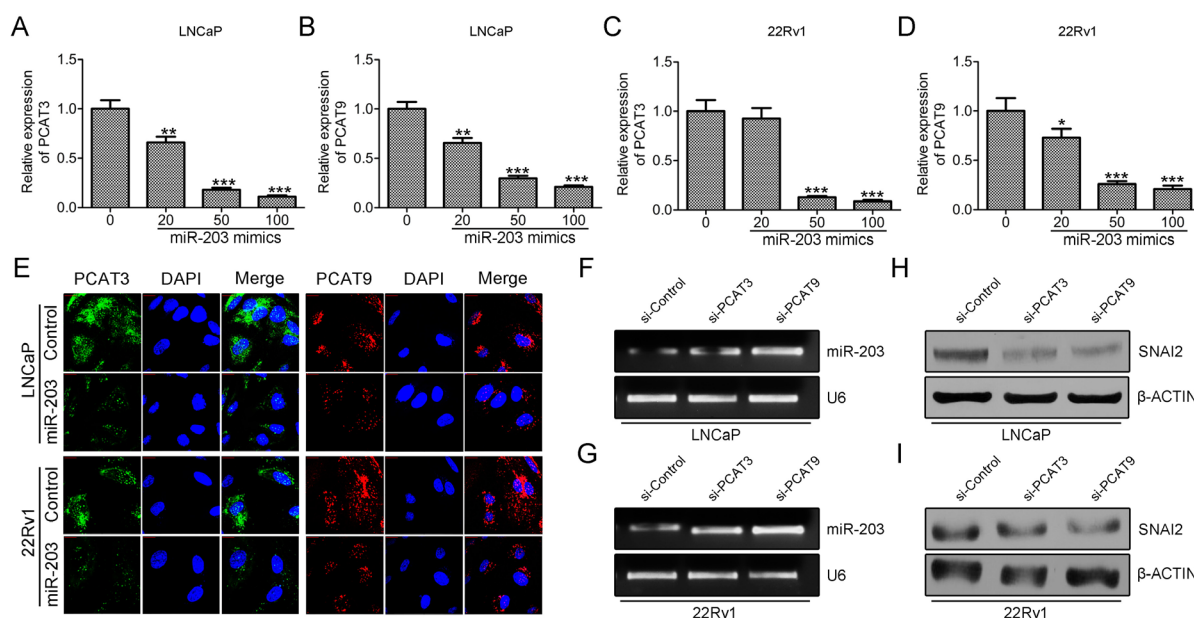 A
LNCaP
Relative expression
of PCAT3
1.5
1.0
0.5
0.0
0 20 50 100
miR-203 mimics
**
***
***
B
LNCaP
Relative expression
of PCAT9
1.5
1.0
0.5
0.0
0 20 50 100
miR-203 mimics
**
***
***
C
22Rv1
Relative expression
of PCAT3
1.5
1.0
0.5
0.0
0 20 50 100
miR-203 mimics
***
***
D
22Rv1
Relative expression
of PCAT9
1.5
1.0
0.5
0.0
0 20 50 100
miR-203 mimics
*
***
***
E
PCAT3 DAPI Merge PCAT9 DAPI Merge
LNCaP
Control
miR-203
22Rv1
Control
miR-203
F
si-Control si-PCAT3 si-PCAT9
miR-203
U6
LNCaP
G
si-Control si-PCAT3 si-PCAT9
miR-203
U6
22Rv1
H
si-Control si-PCAT3 si-PCAT9
SNAI2
β-ACTIN
LNCaP
I
si-Control si-PCAT3 si-PCAT9
SNAI2
β-ACTIN
22Rv1